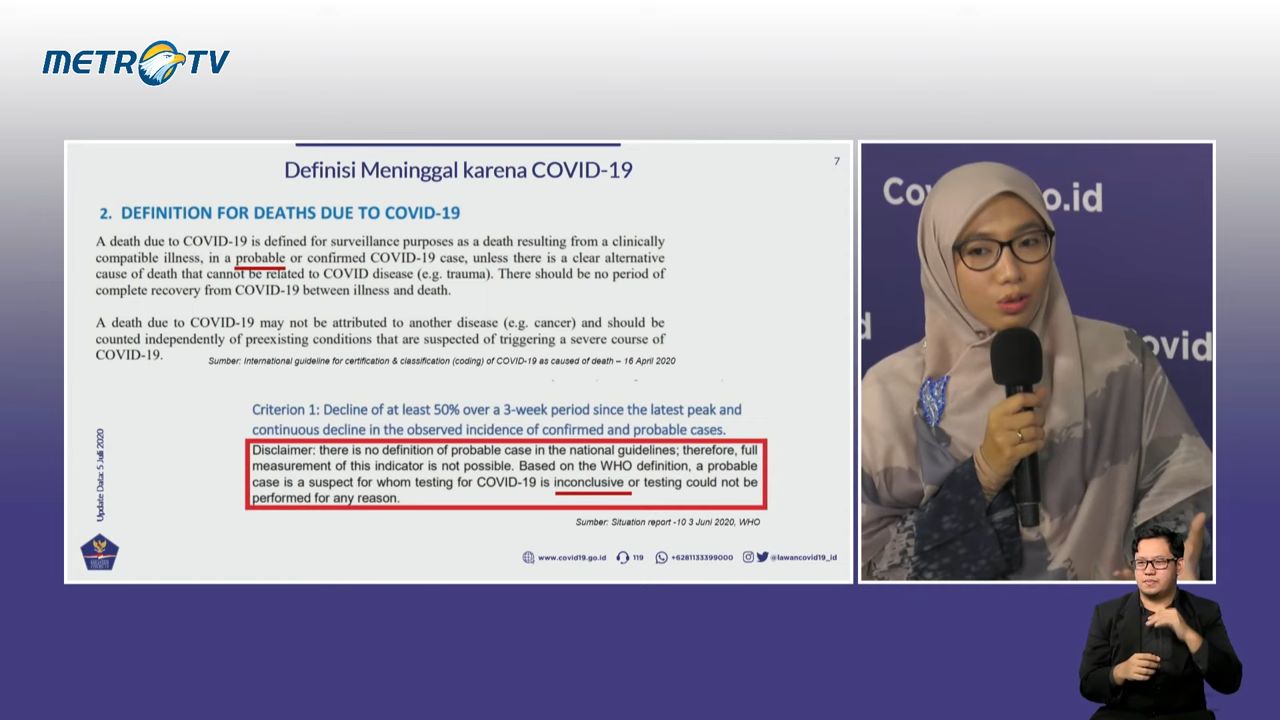 METRO TV
Definisi Meninggal karena COVID-19
7
2. DEFINITION FOR DEATHS DUE TO COVID-19
A death due to COVID-19 is defined for surveillance purposes as a death resulting from a clinically
compatible illness, in a probable or confirmed COVID-19 case, unless there is a clear alternative
cause of death that cannot be related to COVID disease (e.g. trauma). There should be no period of
complete recovery from COVID-19 between illness and death.
A death due to COVID-19 may not be attributed to another disease (e.g. cancer) and should be
counted independently of preexisting conditions that are suspected of triggering a severe course of
COVID-19.
Sumber: International guideline for certification & classification (coding) of COVID-19 as caused of death – 16 April 2020
Criterion 1: Decline of at least 50% over a 3-week period since the latest peak and
continuous decline in the observed incidence of confirmed and probable cases.
Disclaimer: there is no definition of probable case in the national guidelines; therefore, full
measurement of this indicator is not possible. Based on the WHO definition, a probable
case is a suspect for whom testing for COVID-19 is inconclusive or testing could not be
performed for any reason.
Sumber: Situation report -10 3 Juni 2020, WHO
Update Data: 5 Juli 2020
www.covid19.go.id
119
+6281133399000
@lawancovid19_id
Co
o.id
d
ovid